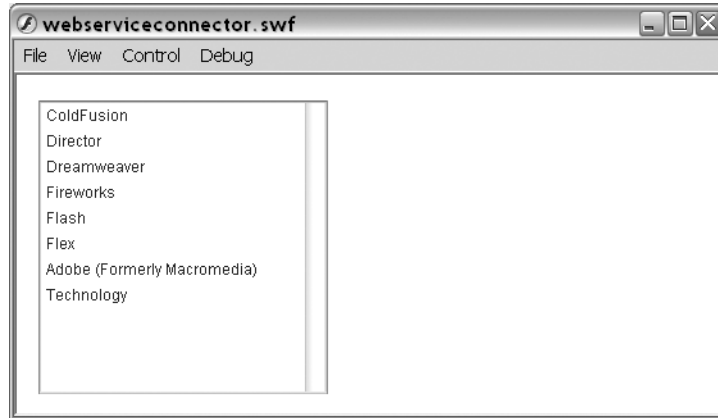 webserviceconnector.swf
File View Control Debug
ColdFusion
Director
Dreamweaver
Fireworks
Flash
Flex
Adobe (Formerly Macromedia)
Technology